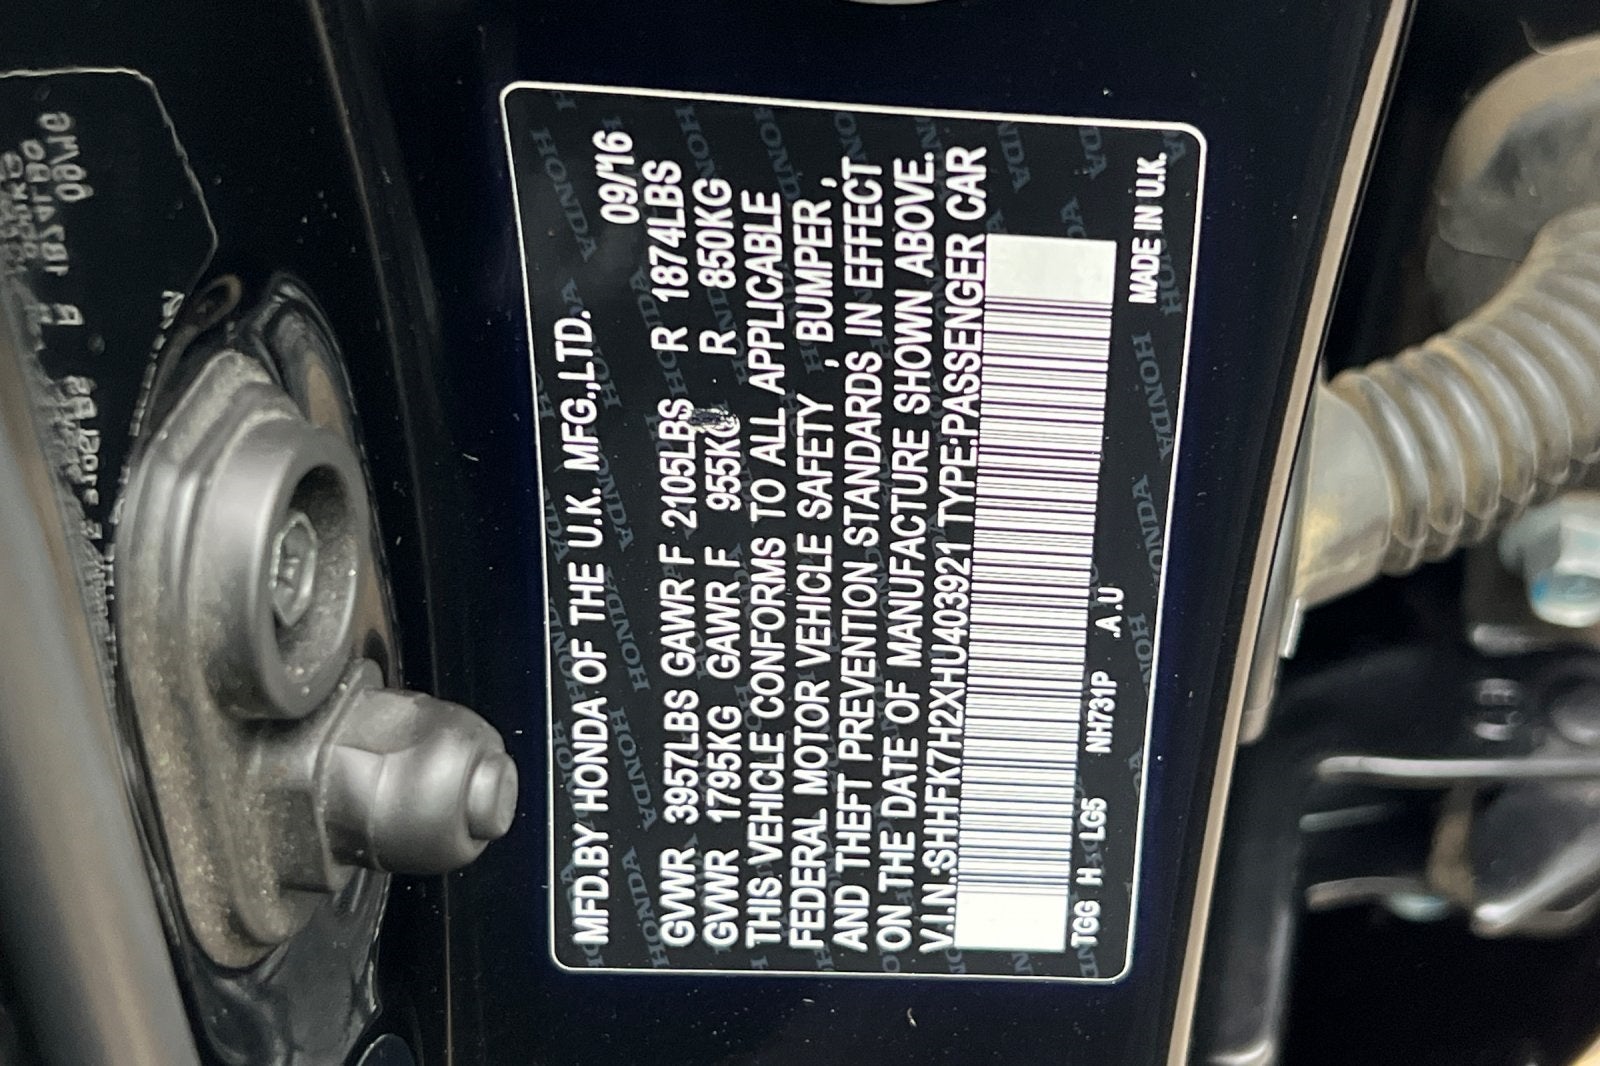 MFD.BY HONDA OF THE U.K. MFG.,LTD. 09/'16
GVWR 3957LBS GAWR F 2105LBS R 1874LBS
GVWR 1795KG GAWR F 955KG R 850KG
THIS VEHICLE CONFORMS TO ALL APPLICABLE
FEDERAL MOTOR VEHICLE SAFETY , BUMPER ,
AND THEFT PREVENTION STANDARDS IN EFFECT
ON THE DATE OF MANUFACTURE SHOWN ABOVE.
V.I.N.:SHHFK7H2XHU403921 TYPE:PASSENGER CAR
TGG H LG5 NH731P .A.U
MADE IN U.K.
HONDA